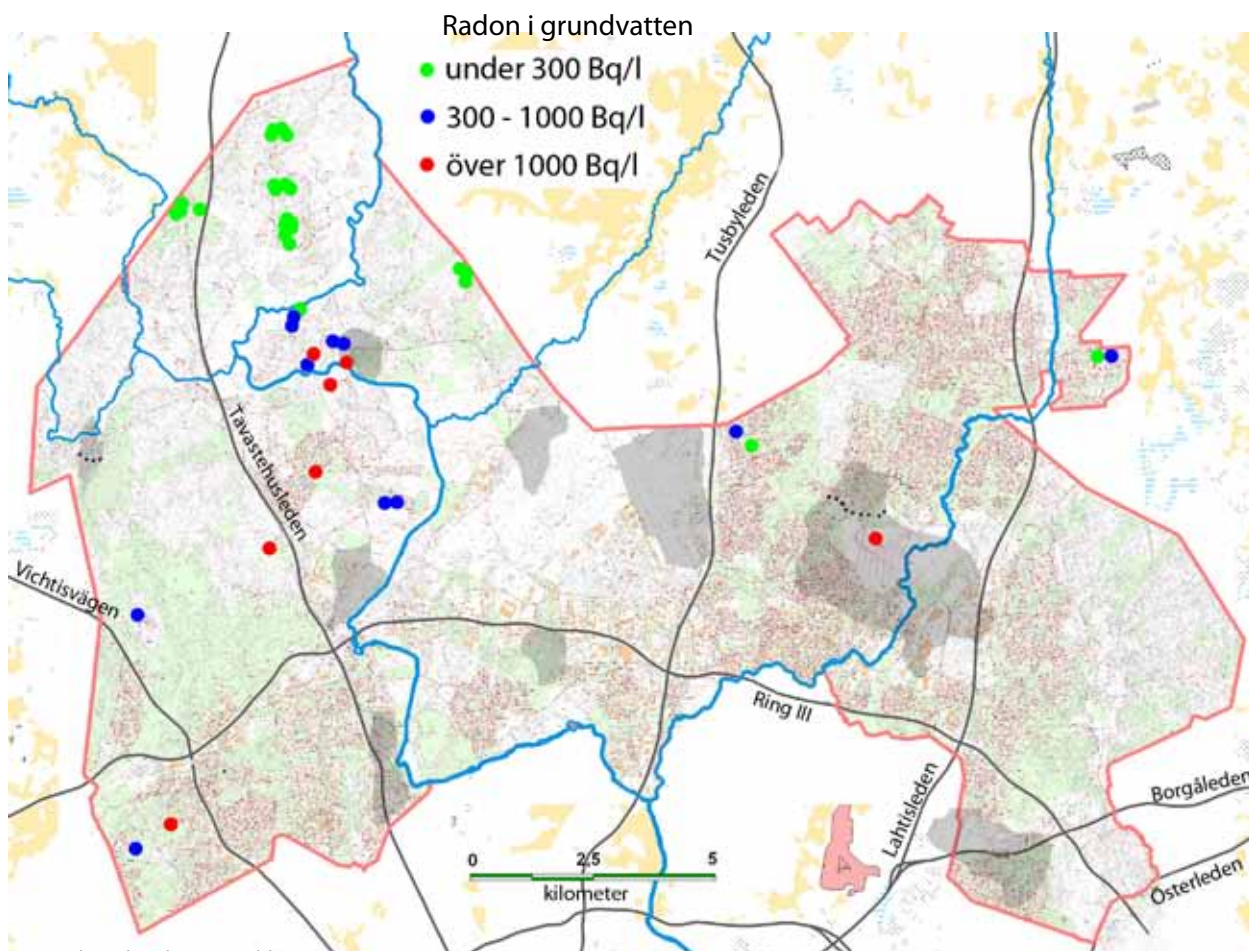 Radon i grundvatten
under 300 Bq/l
300 - 1000 Bq/l
över 1000 Bq/l
Tusbyleden
Tavastehusleden
Vichtisvägen
Ring III
Lahtisleden
Borgåleden
Österleden
0 2,5 5
kilometer